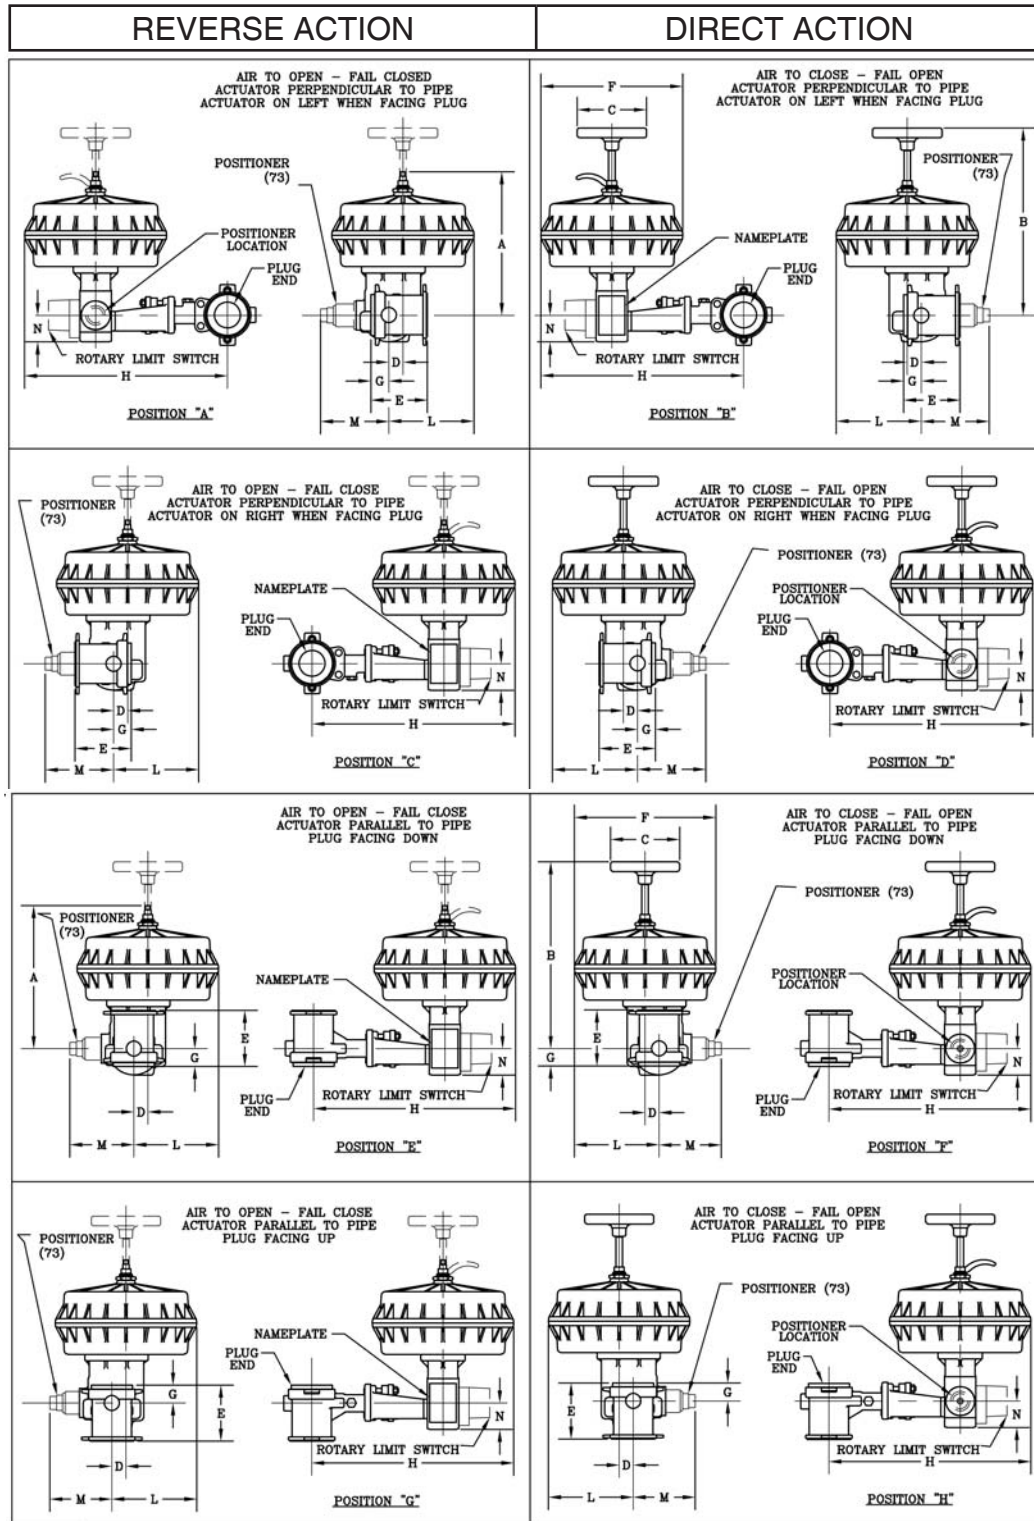 REVERSE ACTION
DIRECT ACTION
AIR TO OPEN – FAIL CLOSED
ACTUATOR PERPENDICULAR TO PIPE
ACTUATOR ON LEFT WHEN FACING PLUG
POSITIONER
(73)
POSITIONER
LOCATION
PLUG
END
A
N
ROTARY LIMIT SWITCH
H
D
G
E
M
L
POSITION "A"
AIR TO CLOSE – FAIL OPEN
ACTUATOR PERPENDICULAR TO PIPE
ACTUATOR ON LEFT WHEN FACING PLUG
F
C
POSITIONER
(73)
B
NAMEPLATE
PLUG
END
N
ROTARY LIMIT SWITCH
H
D
G
E
L
M
POSITION "B"
AIR TO OPEN – FAIL CLOSE
ACTUATOR PERPENDICULAR TO PIPE
ACTUATOR ON RIGHT WHEN FACING PLUG
POSITIONER
(73)
NAMEPLATE
PLUG
END
N
ROTARY LIMIT SWITCH
H
D
G
E
M
L
POSITION "C"
AIR TO CLOSE – FAIL OPEN
ACTUATOR PERPENDICULAR TO PIPE
ACTUATOR ON RIGHT WHEN FACING PLUG
POSITIONER (73)
POSITIONER
LOCATION
PLUG
END
N
ROTARY LIMIT SWITCH
H
D
G
E
L
M
POSITION "D"
AIR TO OPEN – FAIL CLOSE
ACTUATOR PARALLEL TO PIPE
PLUG FACING DOWN
POSITIONER
(73)
A
NAMEPLATE
E
G
N
PLUG
END
ROTARY LIMIT SWITCH
H
D
M
L
POSITION "E"
AIR TO CLOSE – FAIL OPEN
ACTUATOR PARALLEL TO PIPE
PLUG FACING DOWN
F
C
POSITIONER (73)
B
POSITIONER
LOCATION
E
G
N
PLUG
END
ROTARY LIMIT SWITCH
H
D
L
M
POSITION "F"
AIR TO OPEN – FAIL CLOSE
ACTUATOR PARALLEL TO PIPE
PLUG FACING UP
POSITIONER
(73)
NAMEPLATE
PLUG
END
G
E
N
ROTARY LIMIT SWITCH
H
D
M
L
POSITION "G"
AIR TO CLOSE – FAIL OPEN
ACTUATOR PARALLEL TO PIPE
PLUG FACING UP
POSITIONER (73)
POSITIONER
LOCATION
PLUG
END
G
E
N
ROTARY LIMIT SWITCH
H
D
L
M
POSITION "H"